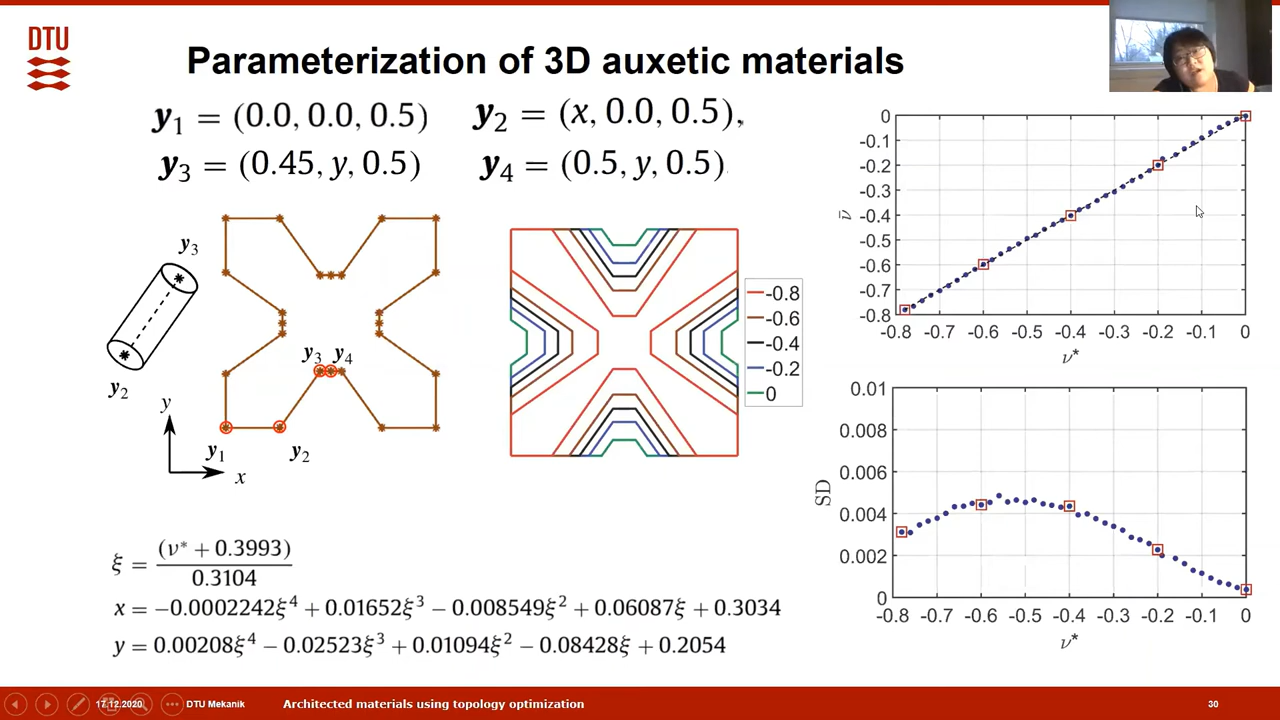 DTU
Parameterization of 3D auxetic materials
y₁ = (0.0, 0.0, 0.5)
y₂ = (x, 0.0, 0.5),
y₃ = (0.45, y, 0.5)
y₄ = (0.5, y, 0.5)
y₃
y₂
y₃ y₄
y₁
y₂
y
x
-0.8
-0.6
-0.4
-0.2
0
0
-0.1
-0.2
-0.3
-0.4
-0.5
-0.6
-0.7
-0.8
ν̄
-0.8 -0.7 -0.6 -0.5 -0.4 -0.3 -0.2 -0.1 0
ν*
0.01
0.008
0.006
0.004
0.002
0
SD
-0.8 -0.7 -0.6 -0.5 -0.4 -0.3 -0.2 -0.1 0
ν*
ξ = (ν* + 0.3993) / 0.3104
x = −0.0002242ξ⁴ + 0.01652ξ³ − 0.008549ξ² + 0.06087ξ + 0.3034
y = 0.00208ξ⁴ − 0.02523ξ³ + 0.01094ξ² − 0.08428ξ + 0.2054
17.12.2020 DTU Mekanik Architected materials using topology optimization 30